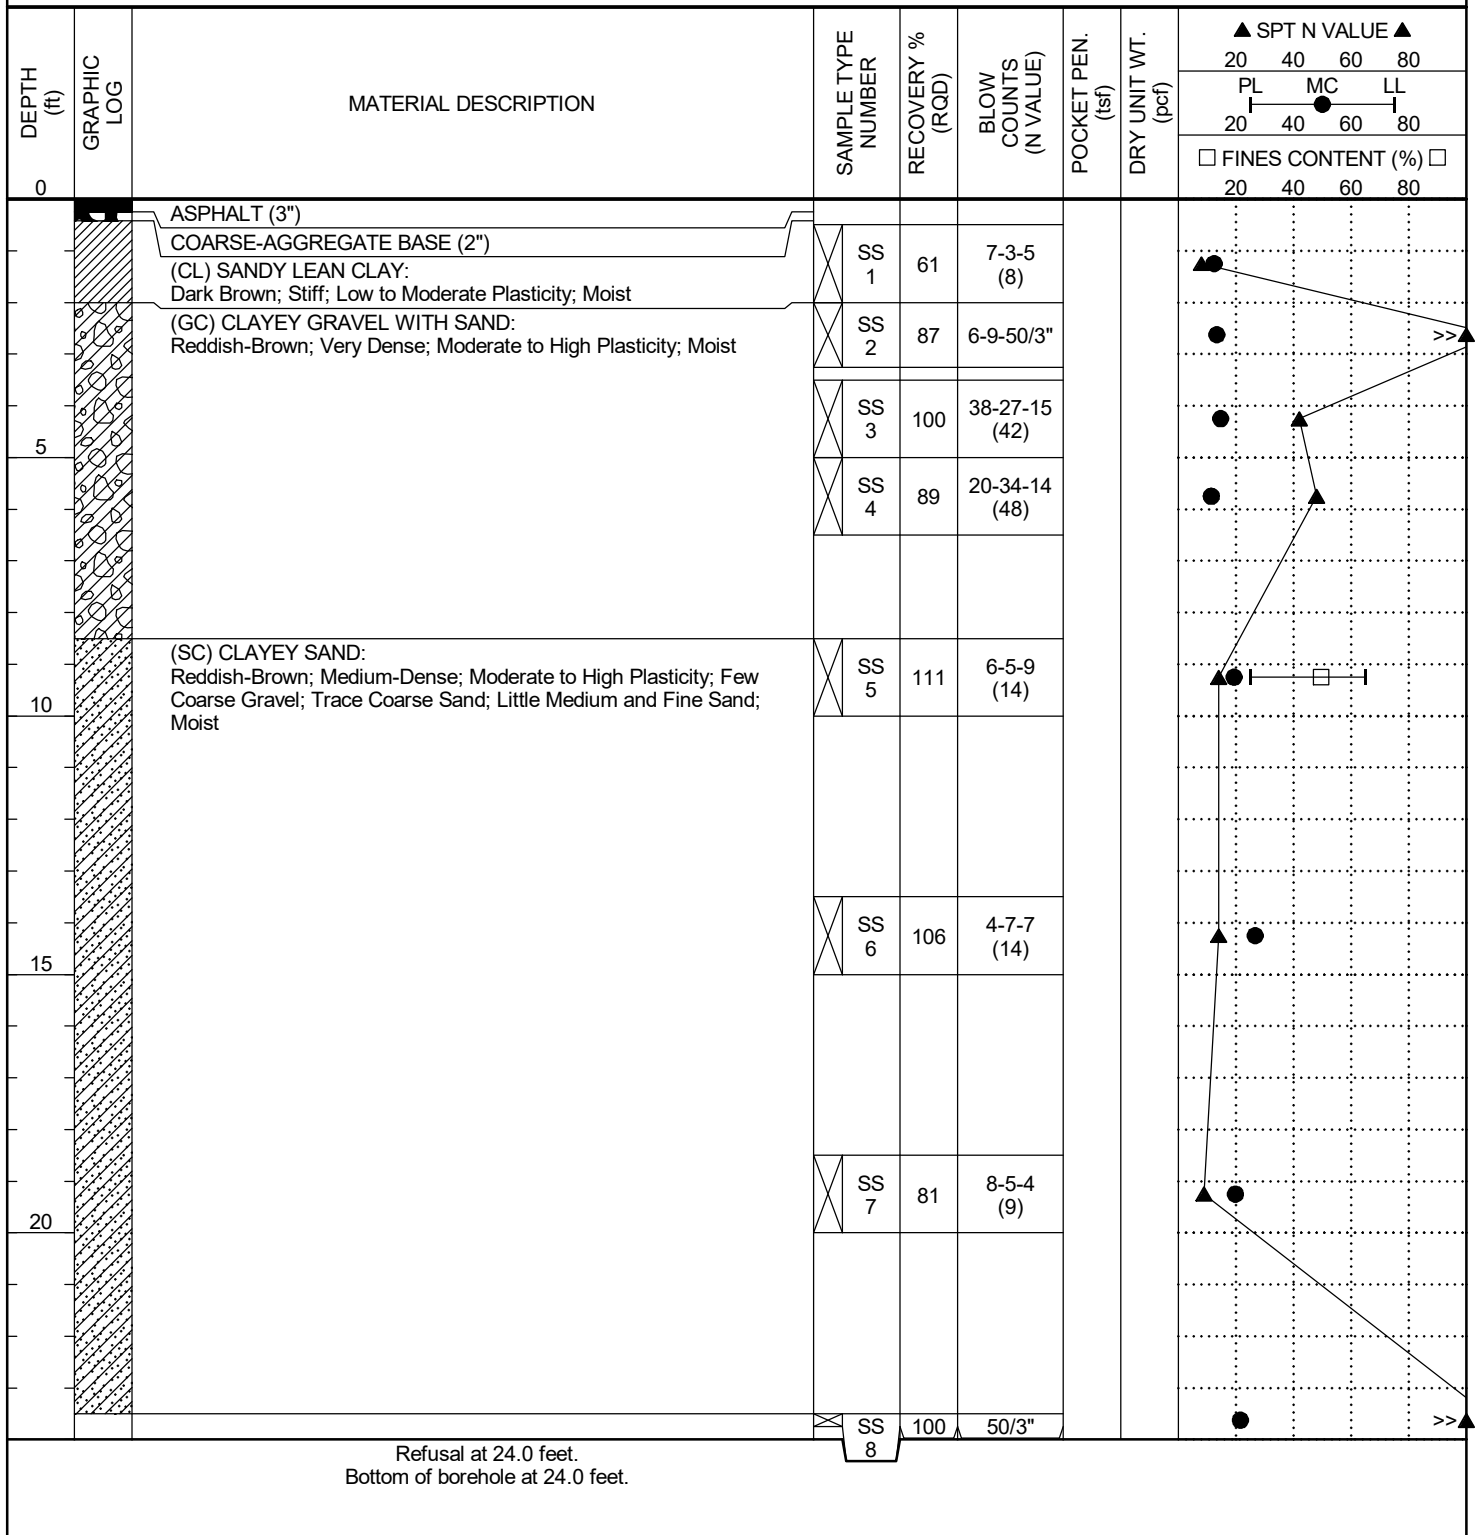 DEPTH
(ft)
GRAPHIC
LOG
MATERIAL DESCRIPTION
SAMPLE TYPE
NUMBER
RECOVERY %
(RQD)
BLOW
COUNTS
(N VALUE)
POCKET PEN.
(tsf)
DRY UNIT WT.
(pcf)
▲ SPT N VALUE ▲
20 40 60 80
PL MC LL
20 40 60 80
□ FINES CONTENT (%) □
20 40 60 80
0
ASPHALT (3")
COARSE-AGGREGATE BASE (2")
(CL) SANDY LEAN CLAY:
Dark Brown; Stiff; Low to Moderate Plasticity; Moist
SS
1
61
7-3-5
(8)
(GC) CLAYEY GRAVEL WITH SAND:
Reddish-Brown; Very Dense; Moderate to High Plasticity; Moist
SS
2
87
6-9-50/3"
>>
SS
3
100
38-27-15
(42)
5
SS
4
89
20-34-14
(48)
(SC) CLAYEY SAND:
Reddish-Brown; Medium-Dense; Moderate to High Plasticity; Few
Coarse Gravel; Trace Coarse Sand; Little Medium and Fine Sand;
Moist
SS
5
111
6-5-9
(14)
10
SS
6
106
4-7-7
(14)
15
SS
7
81
8-5-4
(9)
20
SS
8
100
50/3"
>>
Refusal at 24.0 feet.
Bottom of borehole at 24.0 feet.